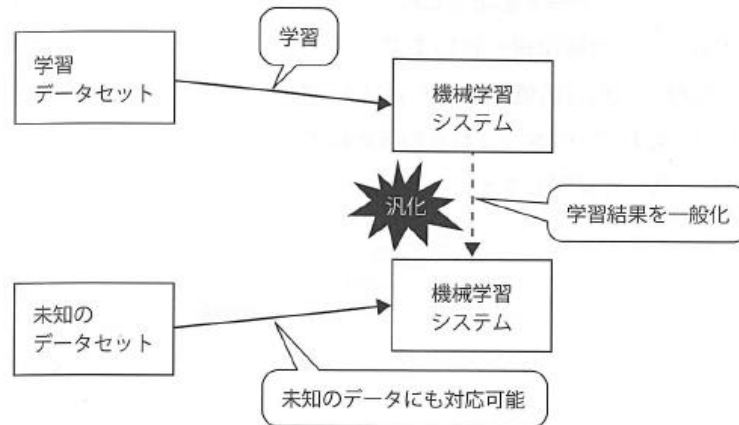 学習
学習
データセット
機械学習
システム
汎化
学習結果を一般化
機械学習
システム
未知の
データセット
未知のデータにも対応可能